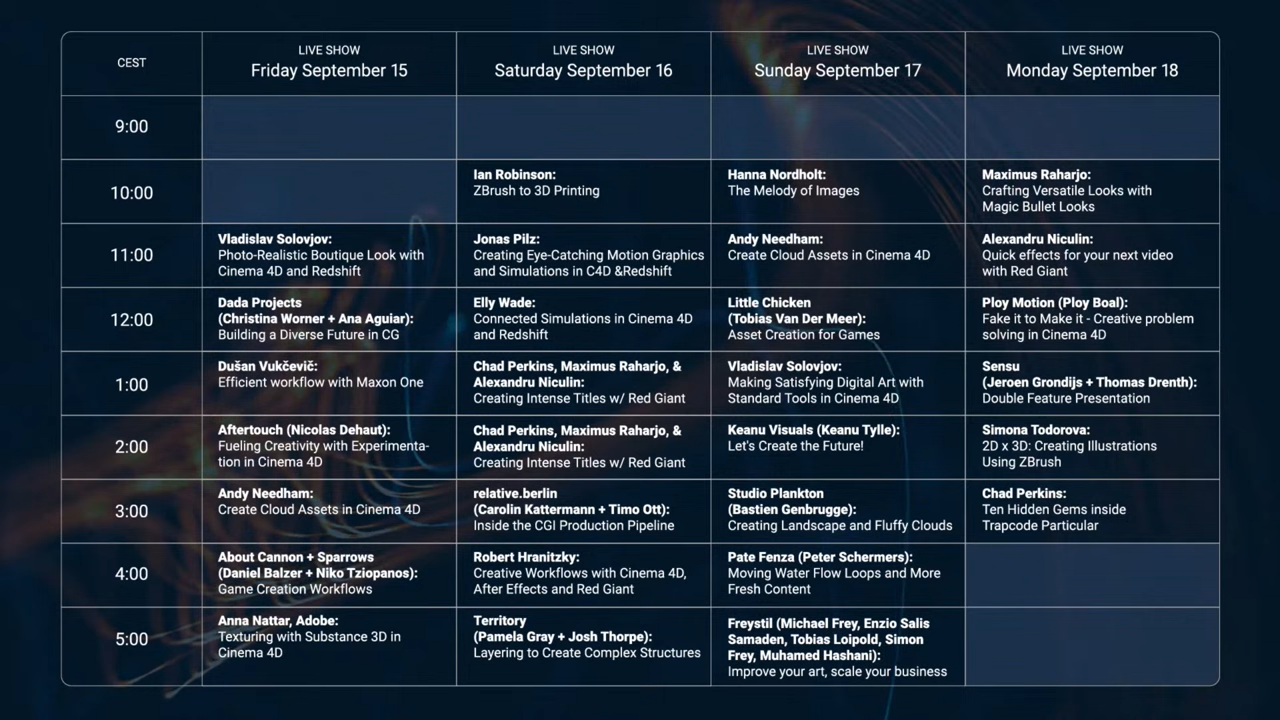 CEST
LIVE SHOW
Friday September 15
LIVE SHOW
Saturday September 16
LIVE SHOW
Sunday September 17
LIVE SHOW
Monday September 18
9:00
10:00
Ian Robinson:
ZBrush to 3D Printing
Hanna Nordholt:
The Melody of Images
Maximus Raharjo:
Crafting Versatile Looks with
Magic Bullet Looks
11:00
Vladislav Solovjov:
Photo-Realistic Boutique Look with
Cinema 4D and Redshift
Jonas Pilz:
Creating Eye-Catching Motion Graphics
and Simulations in C4D &Redshift
Andy Needham:
Create Cloud Assets in Cinema 4D
Alexandru Niculin:
Quick effects for your next video
with Red Giant
12:00
Dada Projects
(Christina Worner + Ana Aguiar):
Building a Diverse Future in CG
Elly Wade:
Connected Simulations in Cinema 4D
and Redshift
Little Chicken
(Tobias Van Der Meer):
Asset Creation for Games
Ploy Motion (Ploy Boal):
Fake it to Make it - Creative problem
solving in Cinema 4D
1:00
Dušan Vukčevič:
Efficient workflow with Maxon One
Chad Perkins, Maximus Raharjo, &
Alexandru Niculin:
Creating Intense Titles w/ Red Giant
Vladislav Solovjov:
Making Satisfying Digital Art with
Standard Tools in Cinema 4D
Sensu
(Jeroen Grondijs + Thomas Drenth):
Double Feature Presentation
2:00
Aftertouch (Nicolas Dehaut):
Fueling Creativity with Experimenta-
tion in Cinema 4D
Chad Perkins, Maximus Raharjo, &
Alexandru Niculin:
Creating Intense Titles w/ Red Giant
Keanu Visuals (Keanu Tylle):
Let's Create the Future!
Simona Todorova:
2D x 3D: Creating Illustrations
Using ZBrush
3:00
Andy Needham:
Create Cloud Assets in Cinema 4D
relative.berlin
(Carolin Kattermann + Timo Ott):
Inside the CGI Production Pipeline
Studio Plankton
(Bastien Genbrugge):
Creating Landscape and Fluffy Clouds
Chad Perkins:
Ten Hidden Gems inside
Trapcode Particular
4:00
About Cannon + Sparrows
(Daniel Balzer + Niko Tziopanos):
Game Creation Workflows
Robert Hranitzky:
Creative Workflows with Cinema 4D,
After Effects and Red Giant
Pate Fenza (Peter Schermers):
Moving Water Flow Loops and More
Fresh Content
5:00
Anna Nattar, Adobe:
Texturing with Substance 3D in
Cinema 4D
Territory
(Pamela Gray + Josh Thorpe):
Layering to Create Complex Structures
Freystil (Michael Frey, Enzio Salis
Samaden, Tobias Loipold, Simon
Frey, Muhamed Hashani):
Improve your art, scale your business